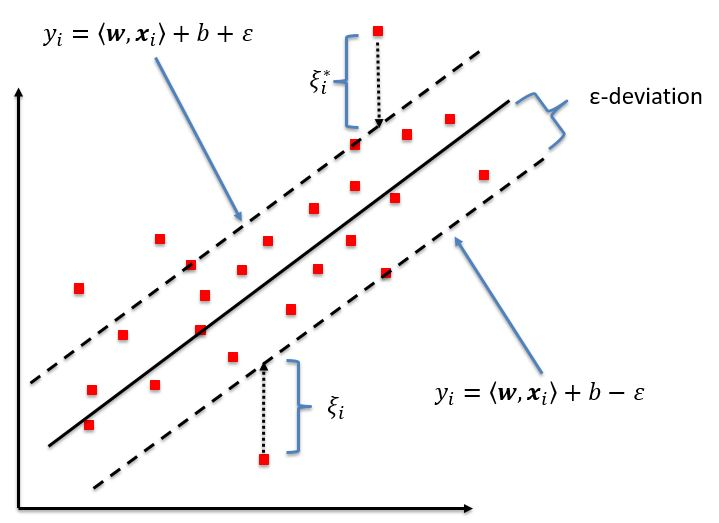 𝑦ᵢ = ⟨𝒘, 𝒙ᵢ⟩ + 𝑏 + 𝜀
ξᵢ*
ε-deviation
𝑦ᵢ = ⟨𝒘, 𝒙ᵢ⟩ + 𝑏 − 𝜀
ξᵢ